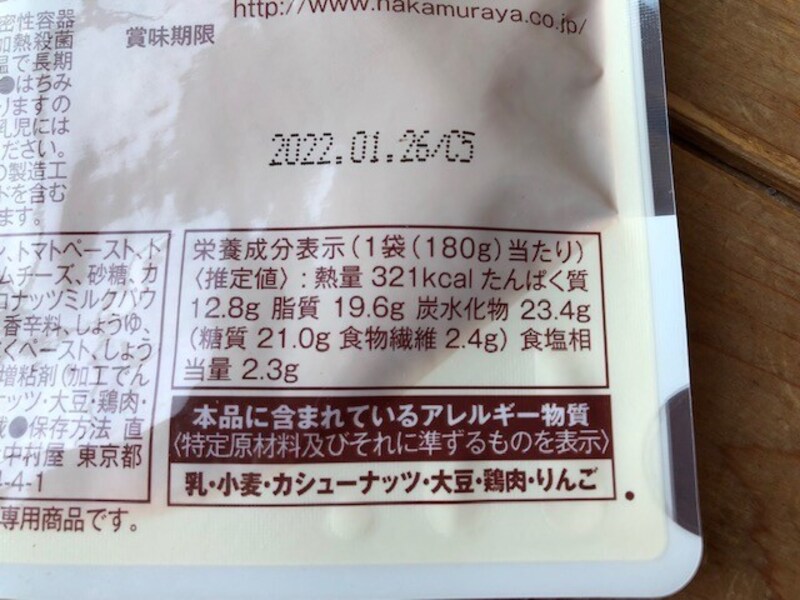 http://www.nakamuraya.co.jp/
賞味期限
2022.01.26/C5
密性容器
加熱殺菌
温で長期
●はちみ
りますの
乳児には
ださい。
の製造工
トを含む
ます。
ン、トマトペースト、ト
ムチーズ、砂糖、カ
コナッツミルクパウ
香辛料、しょうゆ、
くペースト、しょう
増粘剤(加工でん
ーナッツ・大豆・鶏肉・
載●保存方法 直
中村屋 東京都
-4-1
専用商品です。
栄養成分表示(1袋(180g)当たり)
〈推定値〉:熱量 321kcal たんぱく質
12.8g 脂質 19.6g 炭水化物 23.4g
(糖質 21.0g 食物繊維 2.4g) 食塩相
当量 2.3g
本品に含まれているアレルギー物質
〈特定原材料及びそれに準ずるものを表示〉
乳・小麦・カシューナッツ・大豆・鶏肉・りんご